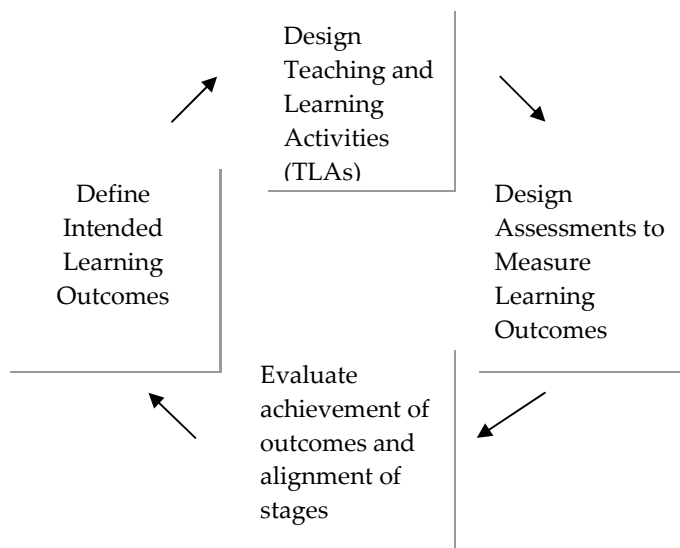 Design
Teaching and
Learning
Activities
(TLAs)
Define
Intended
Learning
Outcomes
Design
Assessments to
Measure
Learning
Outcomes
Evaluate
achievement of
outcomes and
alignment of
stages